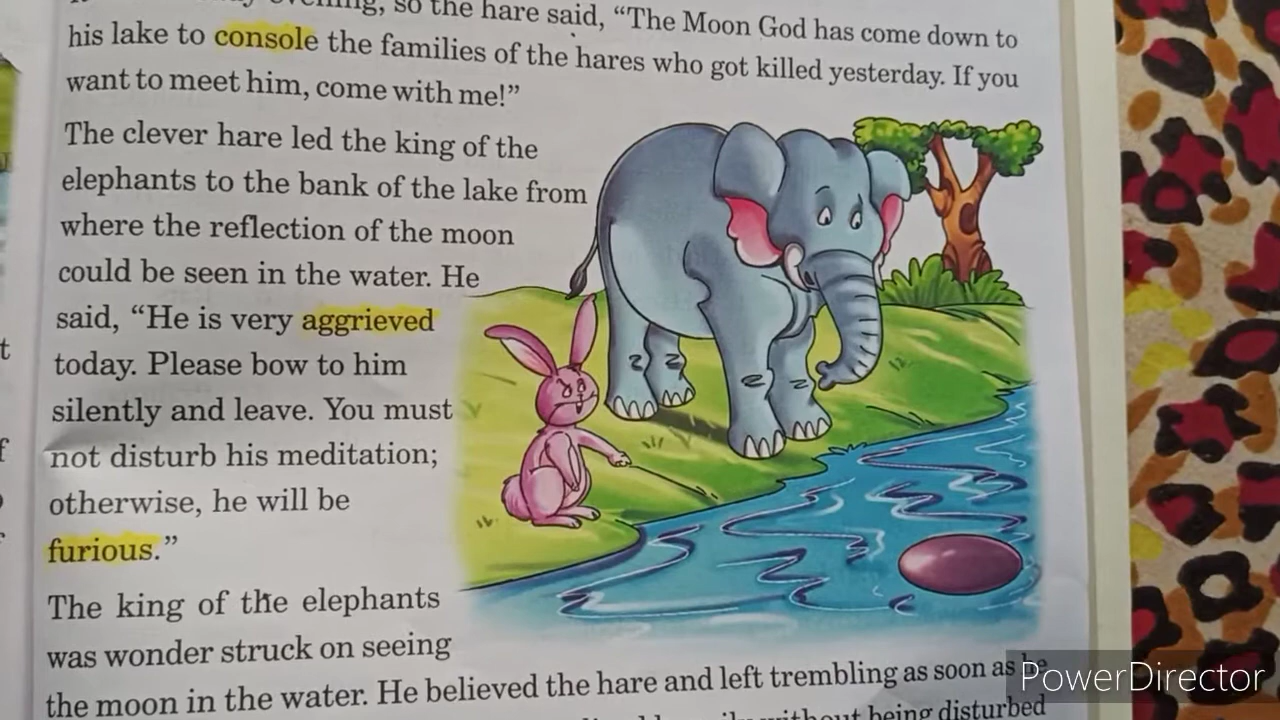 so the hare said, “The Moon God has come down to
his lake to console the families of the hares who got killed yesterday. If you
want to meet him, come with me!”
The clever hare led the king of the
elephants to the bank of the lake from
where the reflection of the moon
could be seen in the water. He
said, “He is very aggrieved
today. Please bow to him
silently and leave. You must
not disturb his meditation;
otherwise, he will be
furious.”
The king of the elephants
was wonder struck on seeing
the moon in the water. He believed the hare and left trembling as soon as he
without being disturbed
PowerDirector